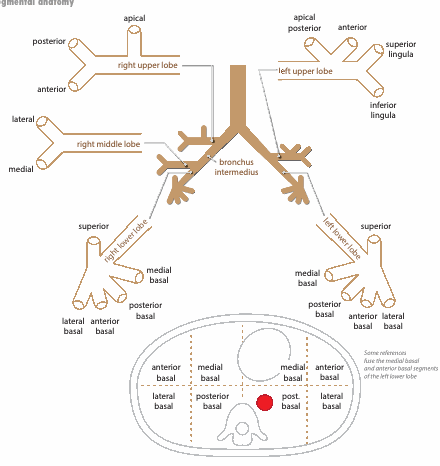 egmental anatomy
apical
posterior
anterior
right upper lobe
apical
posterior
anterior
superior
lingula
left upper lobe
inferior
lingula
lateral
right middle lobe
medial
bronchus
intermedius
superior
right lower lobe
medial
basal
posterior
basal
lateral
basal
anterior
basal
left lower lobe
superior
medial
basal
posterior
basal
anterior
basal
lateral
basal
anterior
basal
medial
basal
medial
basal
anterior
basal
lateral
basal
posterior
basal
post.
basal
lateral
basal
Some references
fuse the medial basal
and anterior basal segments
of the left lower lobe